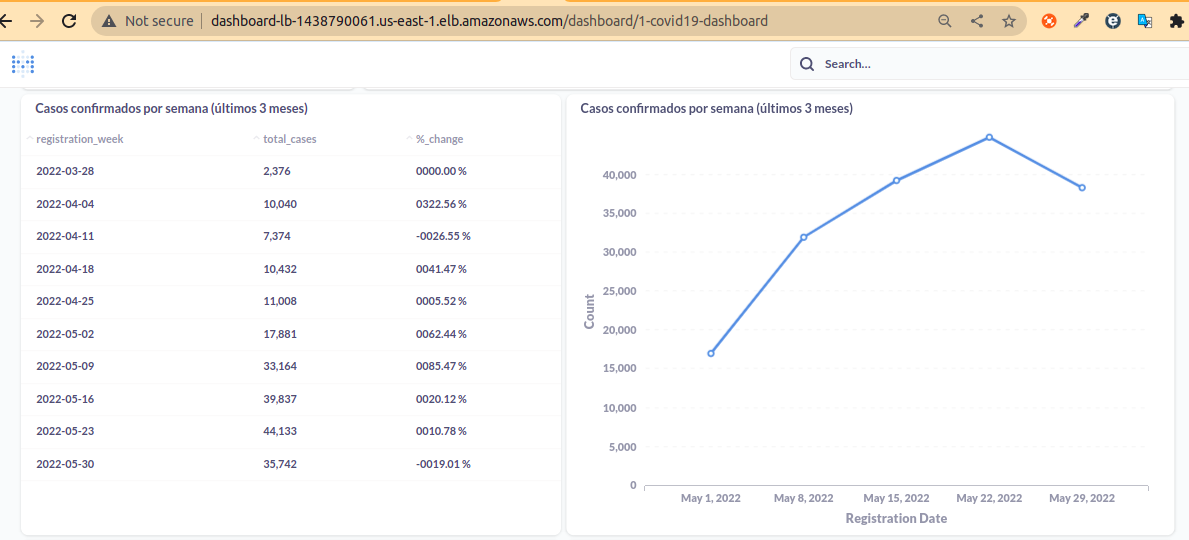 Not secure dashboard-lb-1438790061.us-east-1.elb.amazonaws.com/dashboard/1-covid19-dashboard
Search...
Casos confirmados por semana (últimos 3 meses)
registration_week total_cases %_change
2022-03-28 2,376 0000.00 %
2022-04-04 10,040 0322.56 %
2022-04-11 7,374 -0026.55 %
2022-04-18 10,432 0041.47 %
2022-04-25 11,008 0005.52 %
2022-05-02 17,881 0062.44 %
2022-05-09 33,164 0085.47 %
2022-05-16 39,837 0020.12 %
2022-05-23 44,133 0010.78 %
2022-05-30 35,742 -0019.01 %
Casos confirmados por semana (últimos 3 meses)
Count
40,000
35,000
30,000
25,000
20,000
15,000
10,000
5,000
0
May 1, 2022 May 8, 2022 May 15, 2022 May 22, 2022 May 29, 2022
Registration Date